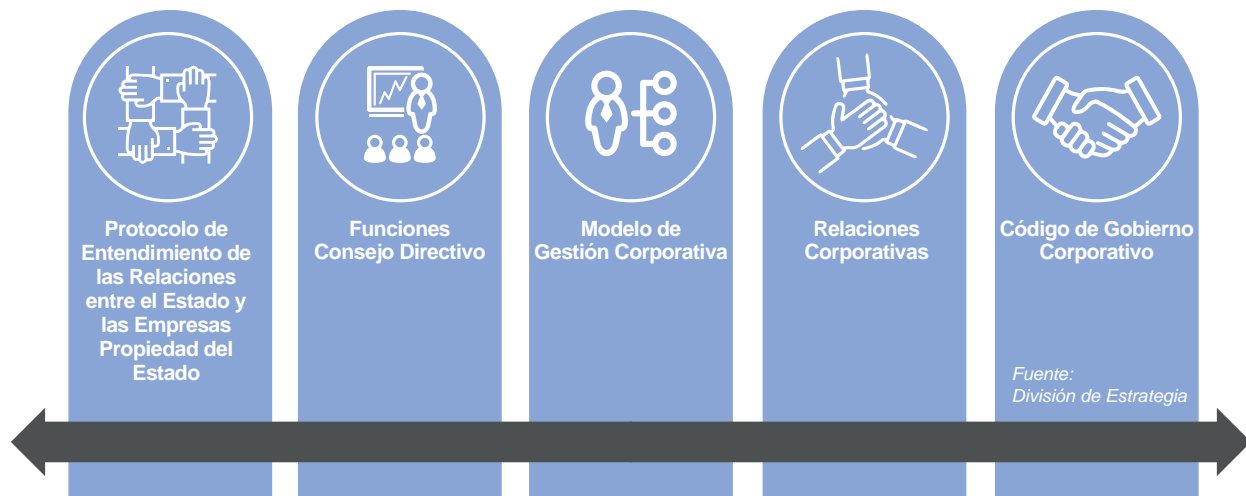 Protocolo de
Entendimiento de
las Relaciones
entre el Estado y
las Empresas
Propiedad del
Estado
Funciones
Consejo Directivo
Modelo de
Gestión Corporativa
Relaciones
Corporativas
Código de Gobierno
Corporativo
Fuente:
División de Estrategia